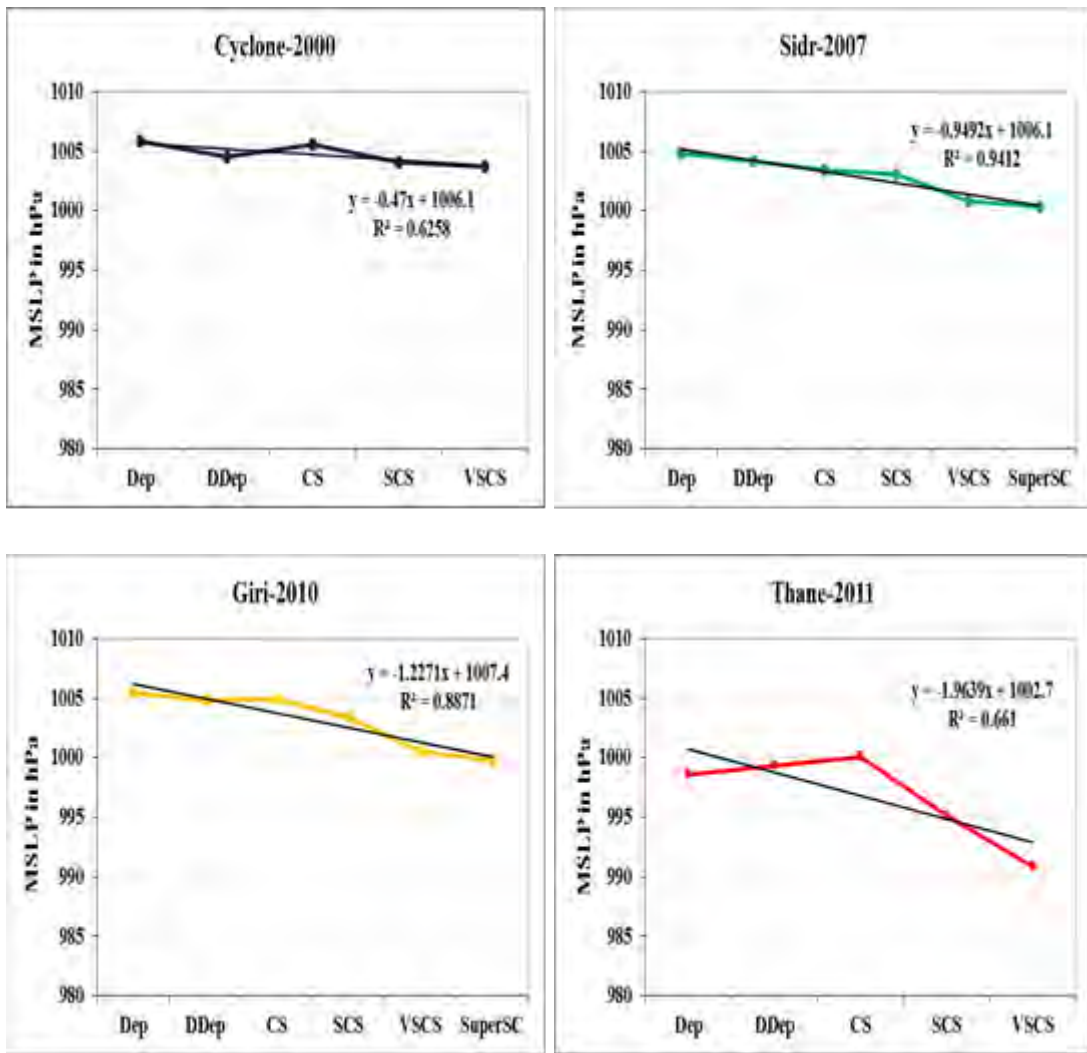 Cyclone-2000
MSLP in hPa
1010
1005
1000
995
990
985
980
y = -0.47x + 1006.1
R² = 0.6258
Dep DDep CS SCS VSCS
Sidr-2007
MSLP in hPa
1010
1005
1000
995
990
985
980
y = -0.9492x + 1006.1
R² = 0.9412
Dep DDep CS SCS VSCS SuperSC
Giri-2010
MSLP in hPa
1010
1005
1000
995
990
985
980
y = -1.2271x + 1007.4
R² = 0.8871
Dep DDep CS SCS VSCS SuperSC
Thane-2011
MSLP in hPa
1010
1005
1000
995
990
985
980
y = -1.9639x + 1002.7
R² = 0.661
Dep DDep CS SCS VSCS